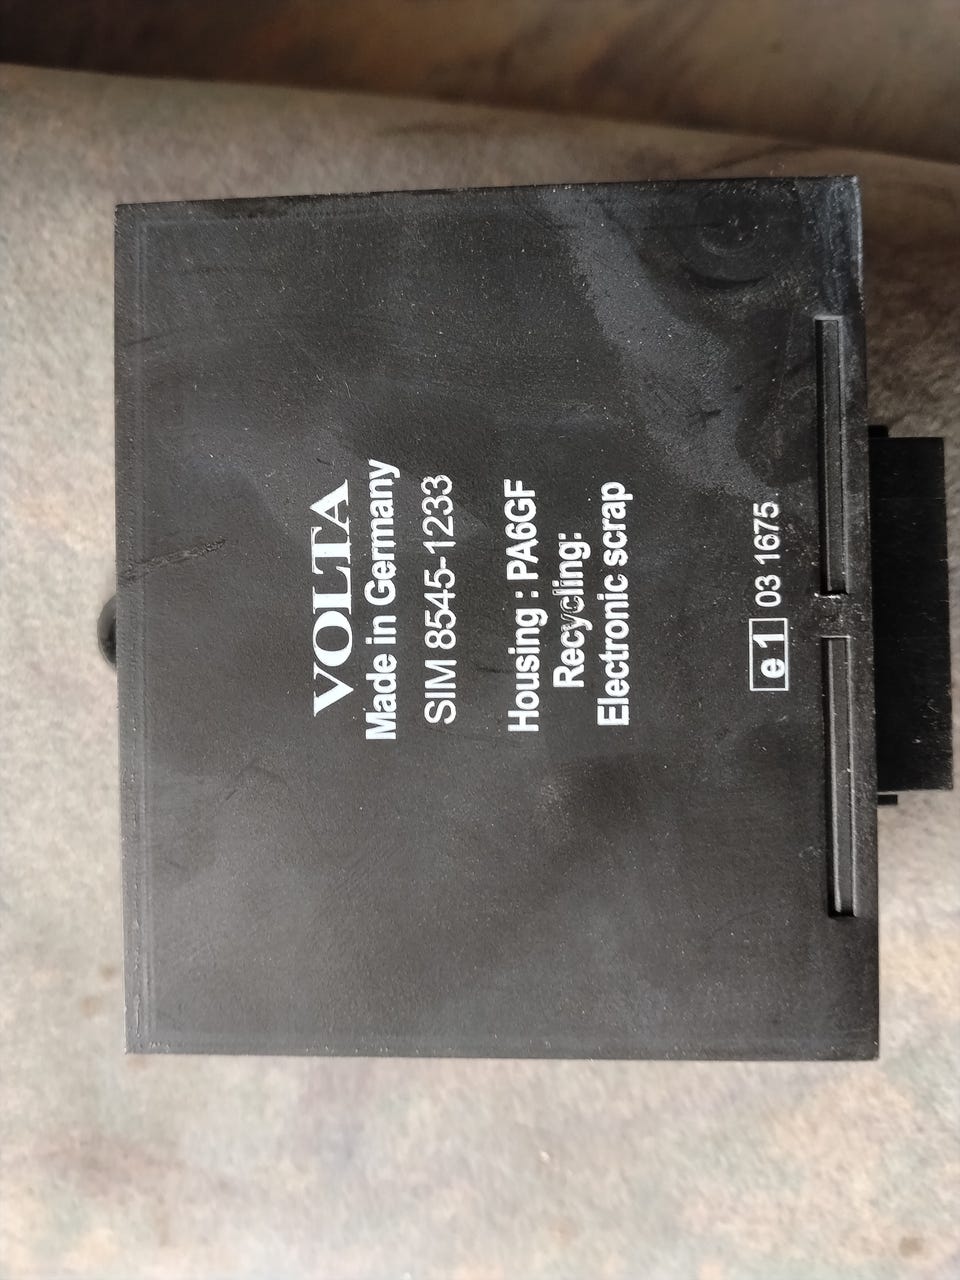 VOLTA
Made in Germany
SIM 8545-1233
Housing : PA6GF
Recycling:
Electronic scrap
e1 03 1675